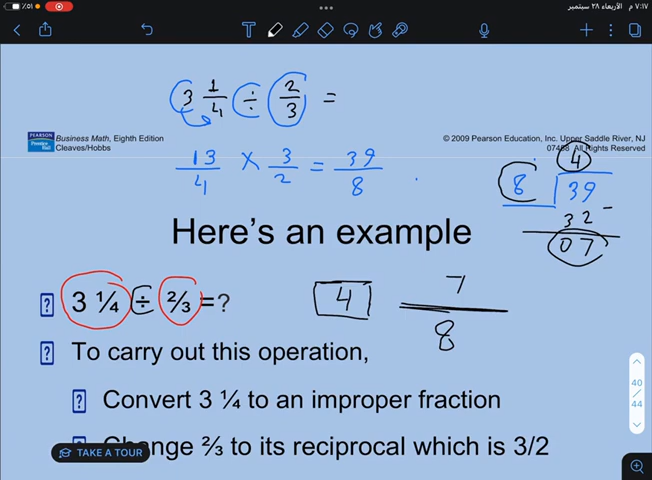 ٥١٪
٧:١٧ م الأربعاء ٢٨ سبتمبر
3 1/4 ÷ 2/3 =
PEARSON
Prentice Hall
Business Math, Eighth Edition
Cleaves/Hobbs
© 2009 Pearson Education, Inc. Upper Saddle River, NJ
07458 All Rights Reserved
13/4 × 3/2 = 39/8
4
8 39
32 -
07
Here's an example
3 ¼ ÷ ⅔ =?
4 7/8
To carry out this operation,
Convert 3 ¼ to an improper fraction
Change ⅔ to its reciprocal which is 3/2
TAKE A TOUR
40
/
44